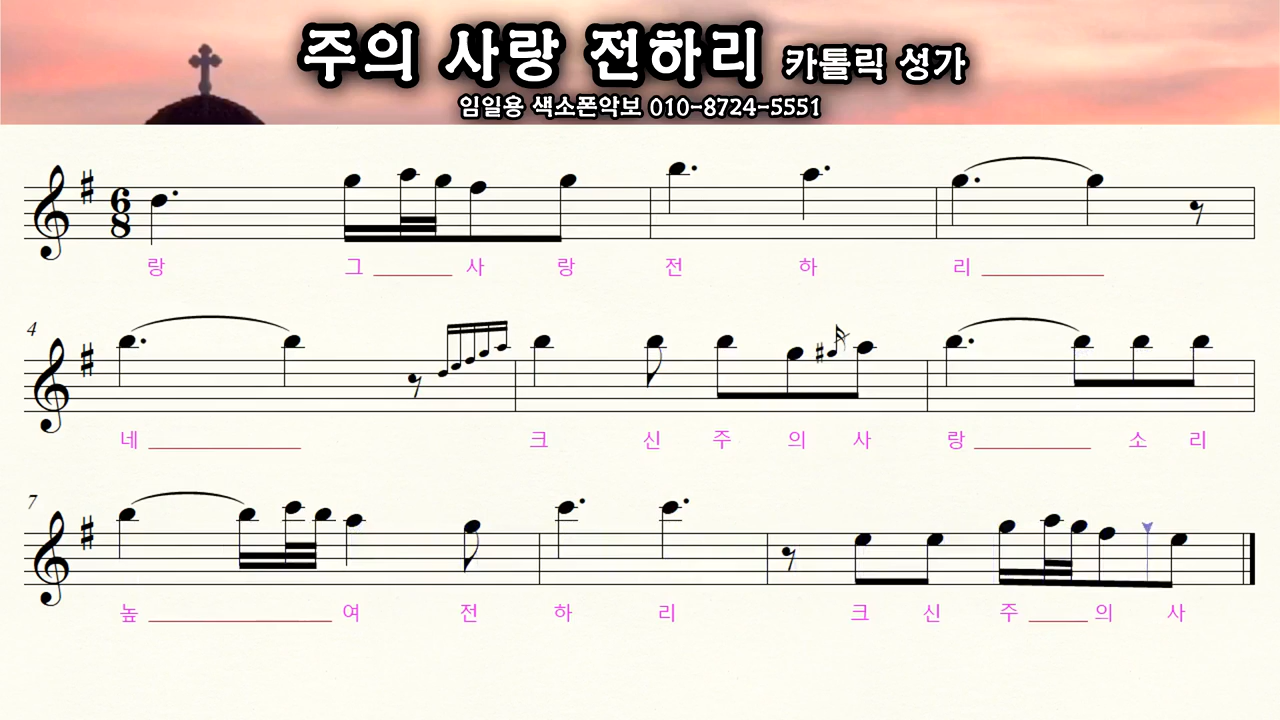 주의 사랑 전하리 카톨릭 성가
임일용 색소폰악보 010-8724-5551
6
8
랑 그 사 랑 전 하 리
4
네 크 신 주 의 사 랑 소 리
7
높 여 전 하 리 크 신 주 의 사